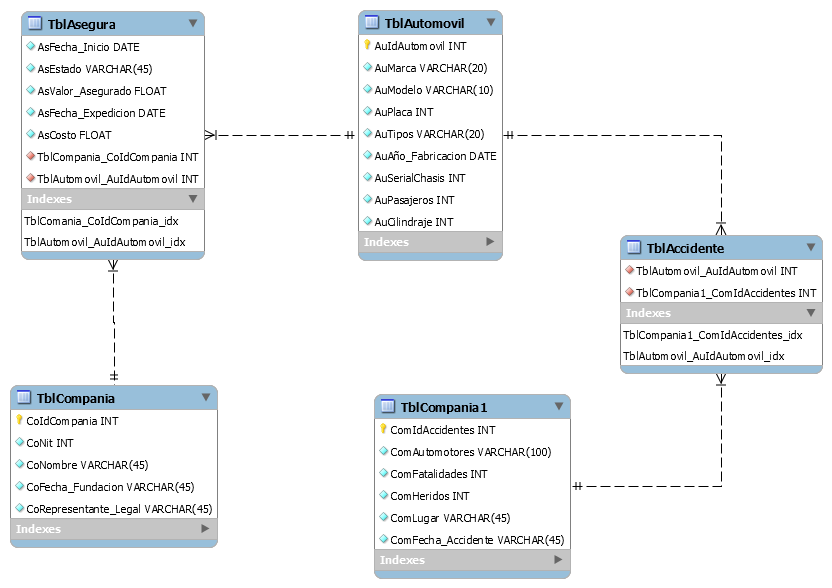 TblAsegura
AsFecha_Inicio DATE
AsEstado VARCHAR(45)
AsValor_Asegurado FLOAT
AsFecha_Expedicion DATE
AsCosto FLOAT
TblCompania_CoIdCompania INT
TblAutomovil_AuIdAutomovil INT
Indexes
TblComania_CoIdCompania_idx
TblAutomovil_AuIdAutomovil_idx
TblAutomovil
AuIdAutomovil INT
AuMarca VARCHAR(20)
AuModelo VARCHAR(10)
AuPlaca INT
AuTipos VARCHAR(20)
AuAño_Fabricacion DATE
AuSerialChasis INT
AuPasajeros INT
AuCilindraje INT
Indexes
TblAccidente
TblAutomovil_AuIdAutomovil INT
TblCompania1_ComIdAccidentes INT
Indexes
TblCompania1_ComIdAccidentes_idx
TblAutomovil_AuIdAutomovil_idx
TblCompania
CoIdCompania INT
CoNit INT
CoNombre VARCHAR(45)
CoFecha_Fundacion VARCHAR(45)
CoRepresentante_Legal VARCHAR(45)
Indexes
TblCompania1
ComIdAccidentes INT
ComAutomotores VARCHAR(100)
ComFatalidades INT
ComHeridos INT
ComLugar VARCHAR(45)
ComFecha_Accidente VARCHAR(45)
Indexes